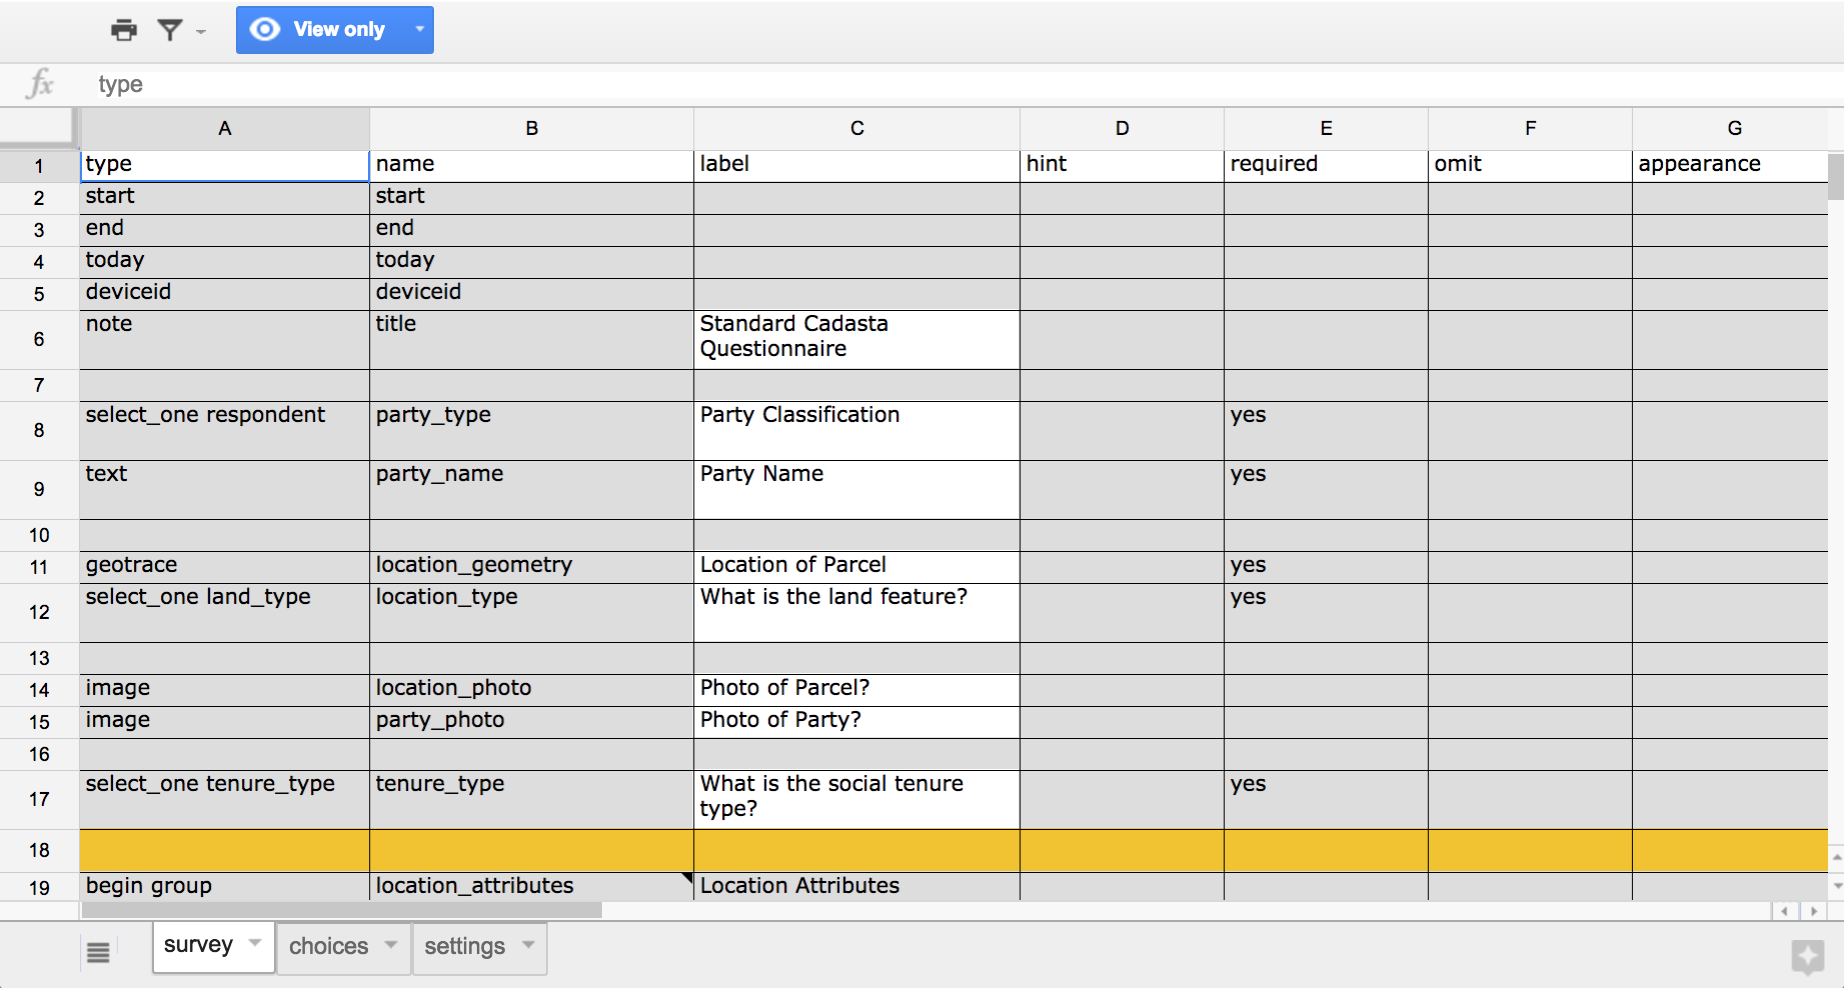 View only
fx type
A B C D E F G
1 type name label hint required omit appearance
2 start start
3 end end
4 today today
5 deviceid deviceid
6 note title Standard Cadasta
Questionnaire
7
8 select_one respondent party_type Party Classification yes
9 text party_name Party Name yes
10
11 geotrace location_geometry Location of Parcel yes
12 select_one land_type location_type What is the land feature? yes
13
14 image location_photo Photo of Parcel?
15 image party_photo Photo of Party?
16
17 select_one tenure_type tenure_type What is the social tenure yes
type?
18
19 begin group location_attributes Location Attributes
survey choices settings